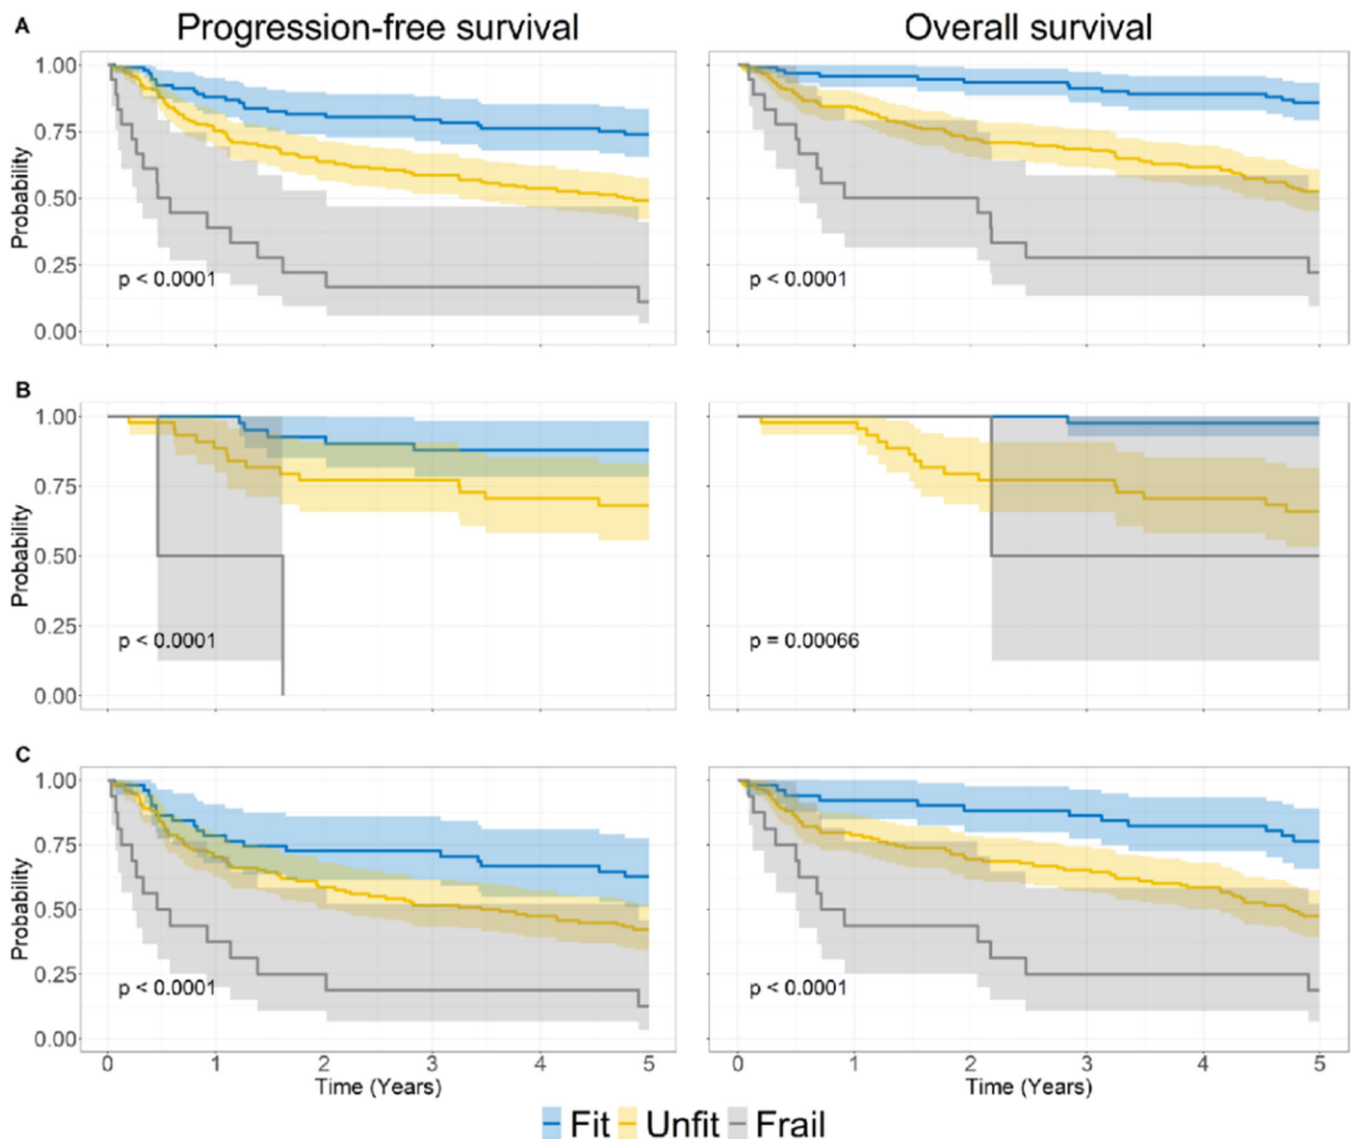 A
Progression-free survival
Overall survival
Probability
1.00
0.75
0.50
0.25
0.00
p < 0.0001
p < 0.0001
B
Probability
1.00
0.75
0.50
0.25
0.00
p < 0.0001
p = 0.00066
C
Probability
1.00
0.75
0.50
0.25
0.00
p < 0.0001
p < 0.0001
0 1 2 3 4 5
0 1 2 3 4 5
Time (Years)
Time (Years)
Fit Unfit Frail